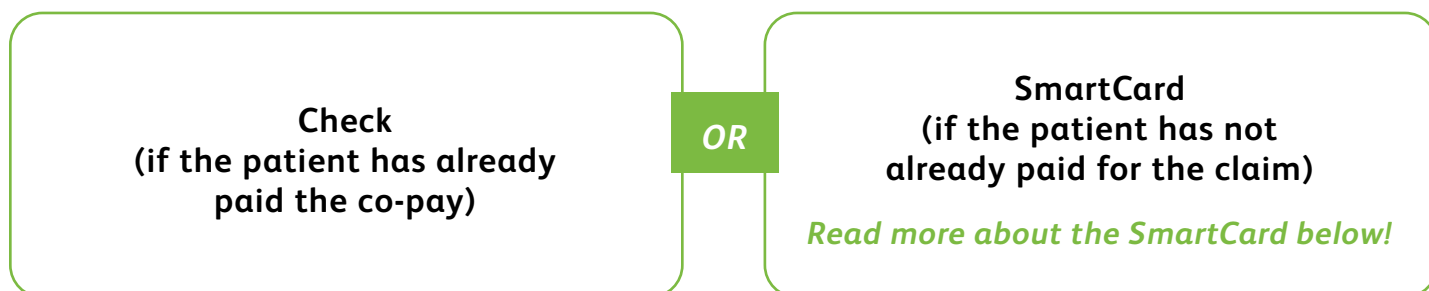 Check
(if the patient has already
paid the co-pay)
OR
SmartCard
(if the patient has not
already paid for the claim)
Read more about the SmartCard below!